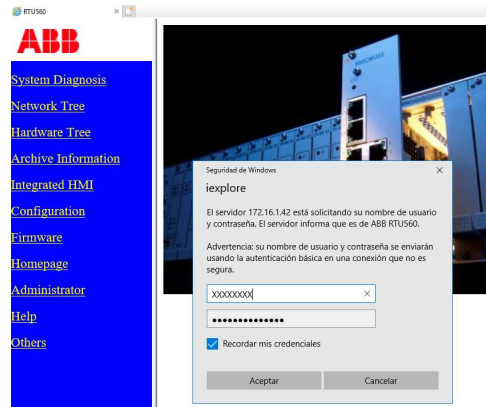 RTU560
ABB
System Diagnosis
Network Tree
Hardware Tree
Archive Information
Integrated HMI
Configuration
Firmware
Homepage
Administrator
Help
Others
560CMU05
Seguridad de Windows
iexplore
El servidor 172.16.1.42 está solicitando su nombre de usuario
y contraseña. El servidor informa que es de ABB RTU560.
Advertencia: su nombre de usuario y contraseña se enviarán
usando la autenticación básica en una conexión que no es
segura.
XXXXXXXX
Recordar mis credenciales
Aceptar
Cancelar